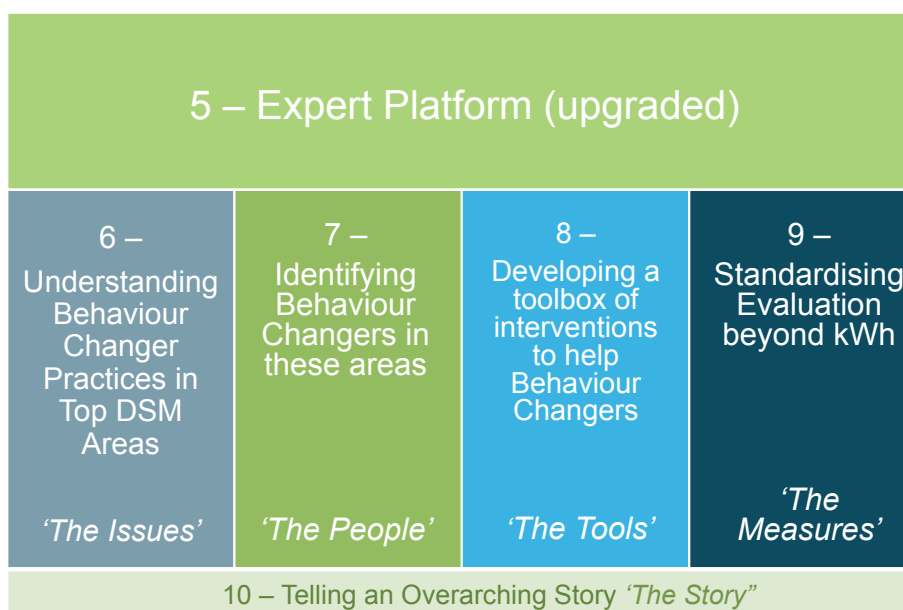 5 – Expert Platform (upgraded)
6 –
Understanding
Behaviour
Changer
Practices in
Top DSM
Areas
‘The Issues’
7 –
Identifying
Behaviour
Changers in
these areas
‘The People’
8 –
Developing a
toolbox of
interventions
to help
Behaviour
Changers
‘The Tools’
9 –
Standardising
Evaluation
beyond kWh
‘The
Measures’
10 – Telling an Overarching Story ‘The Story”